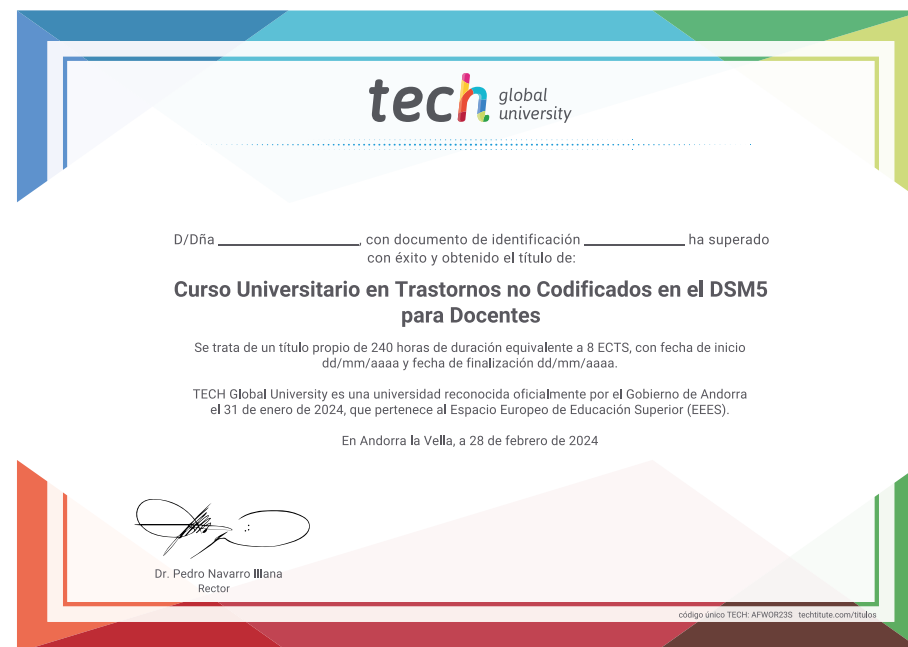 tech global university
D/Dña ____________________, con documento de identificación ______________ ha superado
con éxito y obtenido el título de:
Curso Universitario en Trastornos no Codificados en el DSM5
para Docentes
Se trata de un título propio de 240 horas de duración equivalente a 8 ECTS, con fecha de inicio
dd/mm/aaaa y fecha de finalización dd/mm/aaaa.
TECH Global University es una universidad reconocida oficialmente por el Gobierno de Andorra
el 31 de enero de 2024, que pertenece al Espacio Europeo de Educación Superior (EEES).
En Andorra la Vella, a 28 de febrero de 2024
Dr. Pedro Navarro Illana
Rector
código único TECH: AFWOR23S techtitute.com/titulos